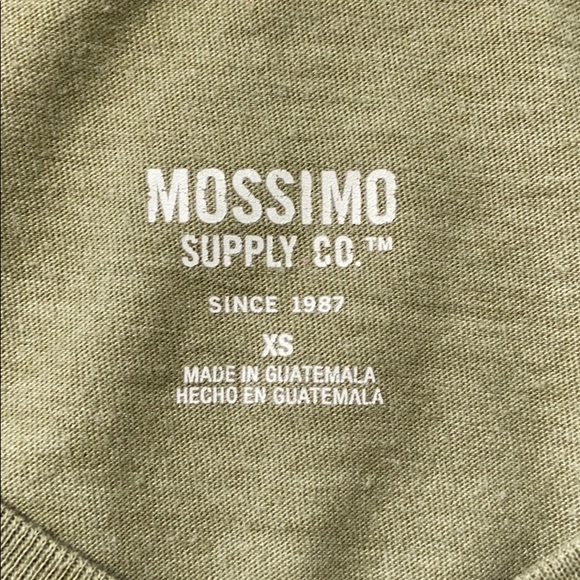 MOSSIMO
SUPPLY CO.™
SINCE 1987
XS
MADE IN GUATEMALA
HECHO EN GUATEMALA